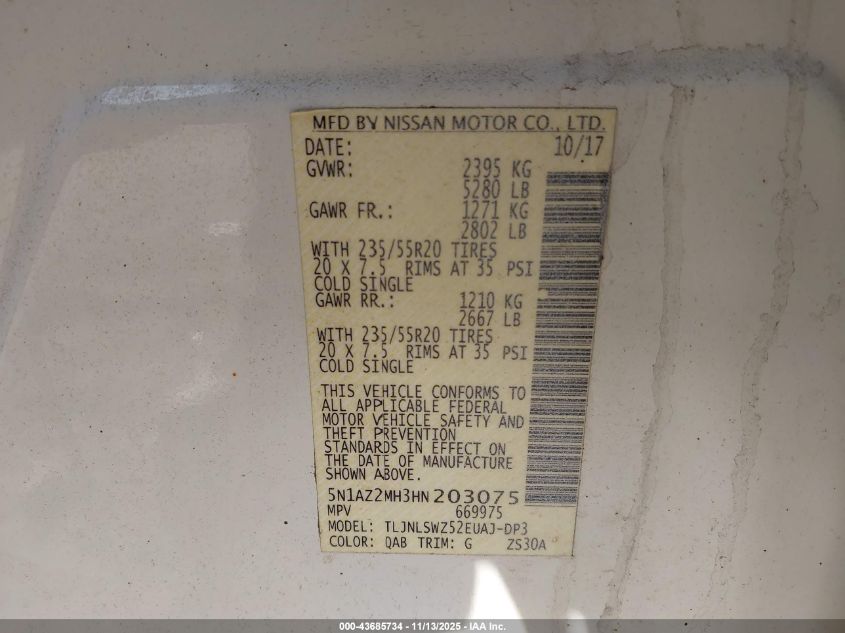 MFD BY NISSAN MOTOR CO., LTD.
DATE: 10/17
GVWR: 2395 KG
5280 LB
GAWR FR.: 1271 KG
2802 LB
WITH 235/55R20 TIRES
20 X 7.5 RIMS AT 35 PSI
COLD SINGLE
GAWR RR.: 1210 KG
2667 LB
WITH 235/55R20 TIRES
20 X 7.5 RIMS AT 35 PSI
COLD SINGLE
THIS VEHICLE CONFORMS TO
ALL APPLICABLE FEDERAL
MOTOR VEHICLE SAFETY AND
THEFT PREVENTION
STANDARDS IN EFFECT ON
THE DATE OF MANUFACTURE
SHOWN ABOVE.
5N1AZ2MH3HN203075
MPV 669975
MODEL: TLJNLSWZ52EUAJ-DP3
COLOR: QAB TRIM: G ZS30A
000-43685734 - 11/13/2025 - IAA Inc.